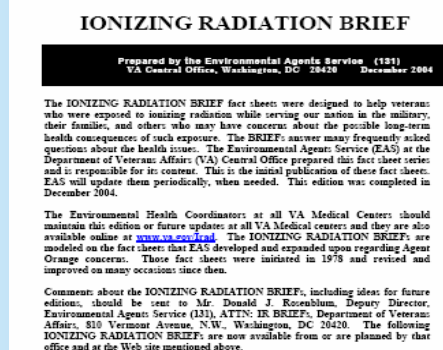 IONIZING RADIATION BRIEF
Prepared by the Environmental Agents Service (131)
VA Central Office, Washington, DC 20420 December 2004
The IONIZING RADIATION BRIEF fact sheets were designed to help veterans
who were exposed to ionizing radiation while serving our nation in the military,
their families, and others who may have concerns about the possible long-term
health consequences of such exposure. The BRIEFs answer many frequently asked
questions about the health issues. The Environmental Agents Service (EAS) at the
Department of Veterans Affairs (VA) Central Office prepared this fact sheet series
and is responsible for its content. This is the initial publication of these fact sheets.
EAS will update them periodically, when needed. This edition was completed in
December 2004.
The Environmental Health Coordinators at all VA Medical Centers should
maintain this edition or future updates at all VA Medical centers and they are also
available online at www.va.gov/irad. The IONIZING RADIATION BRIEFs are
modeled on the fact sheets that EAS developed and expanded upon regarding Agent
Orange concerns. Those fact sheets were initiated in 1978 and revised and
improved on many occasions since then.
Comments about the IONIZING RADIATION BRIEFs, including ideas for future
editions, should be sent to Mr. Donald J. Rosenblum, Deputy Director,
Environmental Agents Service (131), ATTN: IR BRIEFs, Department of Veterans
Affairs, 810 Vermont Avenue, N.W., Washington, DC 20420. The following
IONIZING RADIATION BRIEFs are now available from or are planned by that
office and at the Web site mentioned above.